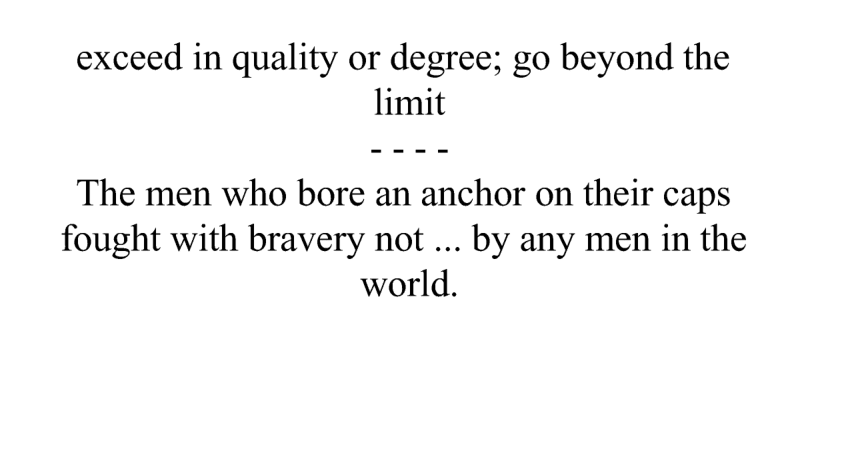 exceed in quality or degree; go beyond the
limit
- - - -
The men who bore an anchor on their caps
fought with bravery not ... by any men in the
world.